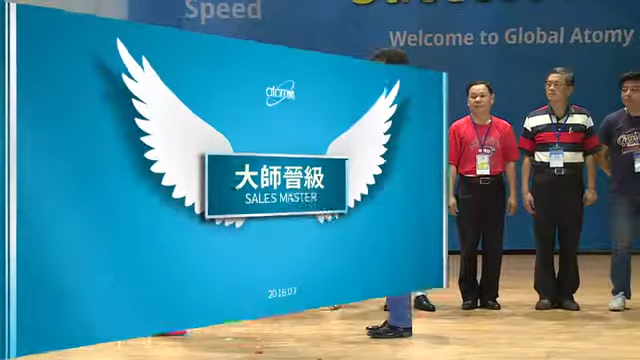 Speed
Welcome to Global Atomy
atomy
大師晉級
SALES MASTER
2016.07